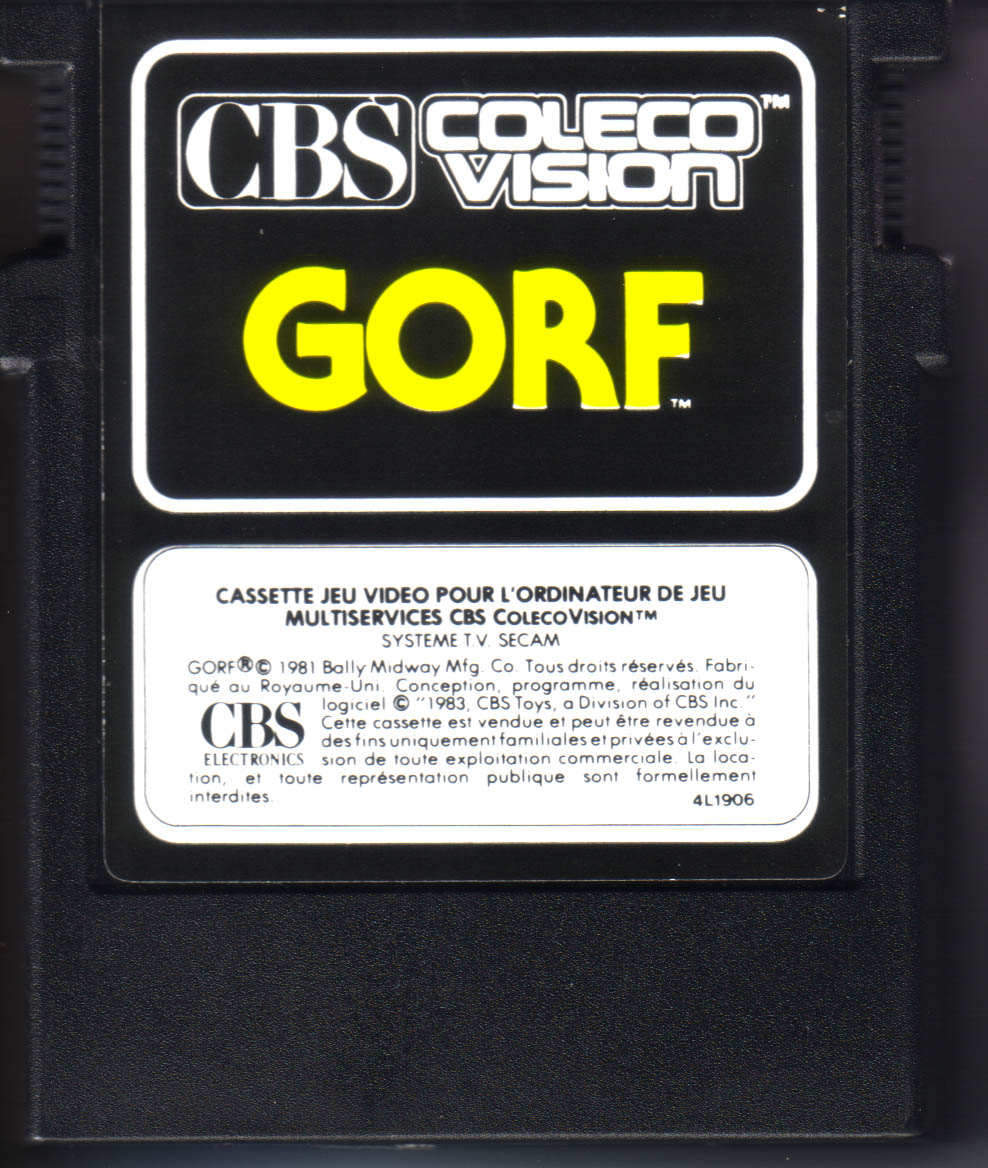 CBS COLECO VISION™
GORF™
CASSETTE JEU VIDEO POUR L'ORDINATEUR DE JEU
MULTISERVICES CBS COLECOVISION™
SYSTEME T.V. SECAM
GORF®© 1981 Bally Midway Mfg. Co. Tous droits réservés. Fabri-
qué au Royaume-Uni. Conception, programme, réalisation du
logiciel © "1983, CBS Toys, a Division of CBS Inc."
Cette cassette est vendue et peut être revendue à
des fins uniquement familiales et privées à l'exclu-
sion de toute exploitation commerciale. La loca-
tion, et toute représentation publique sont formellement
interdites.
CBS
ELECTRONICS
4L1906